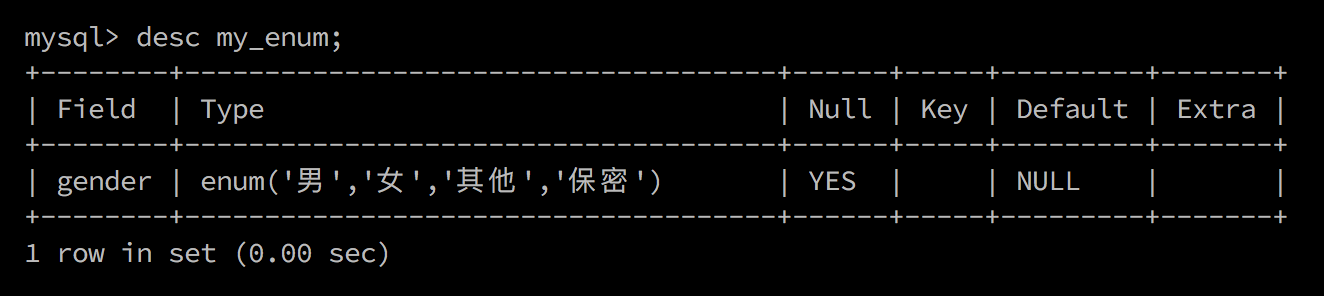 mysql> desc my_enum;
+--------+-------------------------------------+------+-----+---------+-------+
| Field  | Type                                | Null | Key | Default | Extra |
+--------+-------------------------------------+------+-----+---------+-------+
| gender | enum('男','女','其他','保密')       | YES  |     | NULL    |       |
+--------+-------------------------------------+------+-----+---------+-------+
1 row in set (0.00 sec)